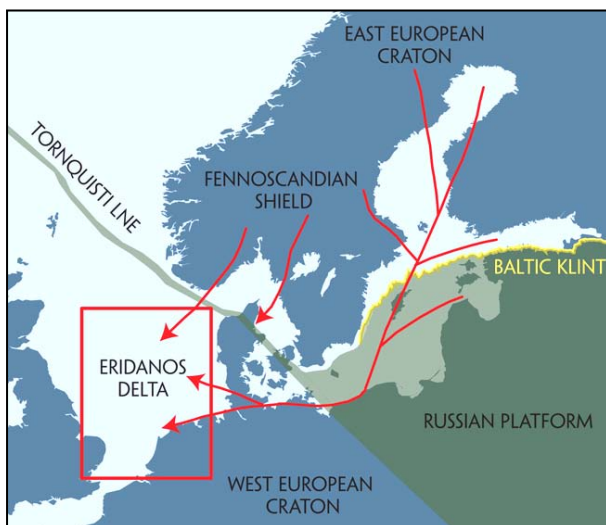 EAST EUROPEAN
CRATON
TORNQUISTI LNE
FENNOSCANDIAN
SHIELD
BALTIC KLINT
ERIDANOS
DELTA
RUSSIAN PLATFORM
WEST EUROPEAN
CRATON